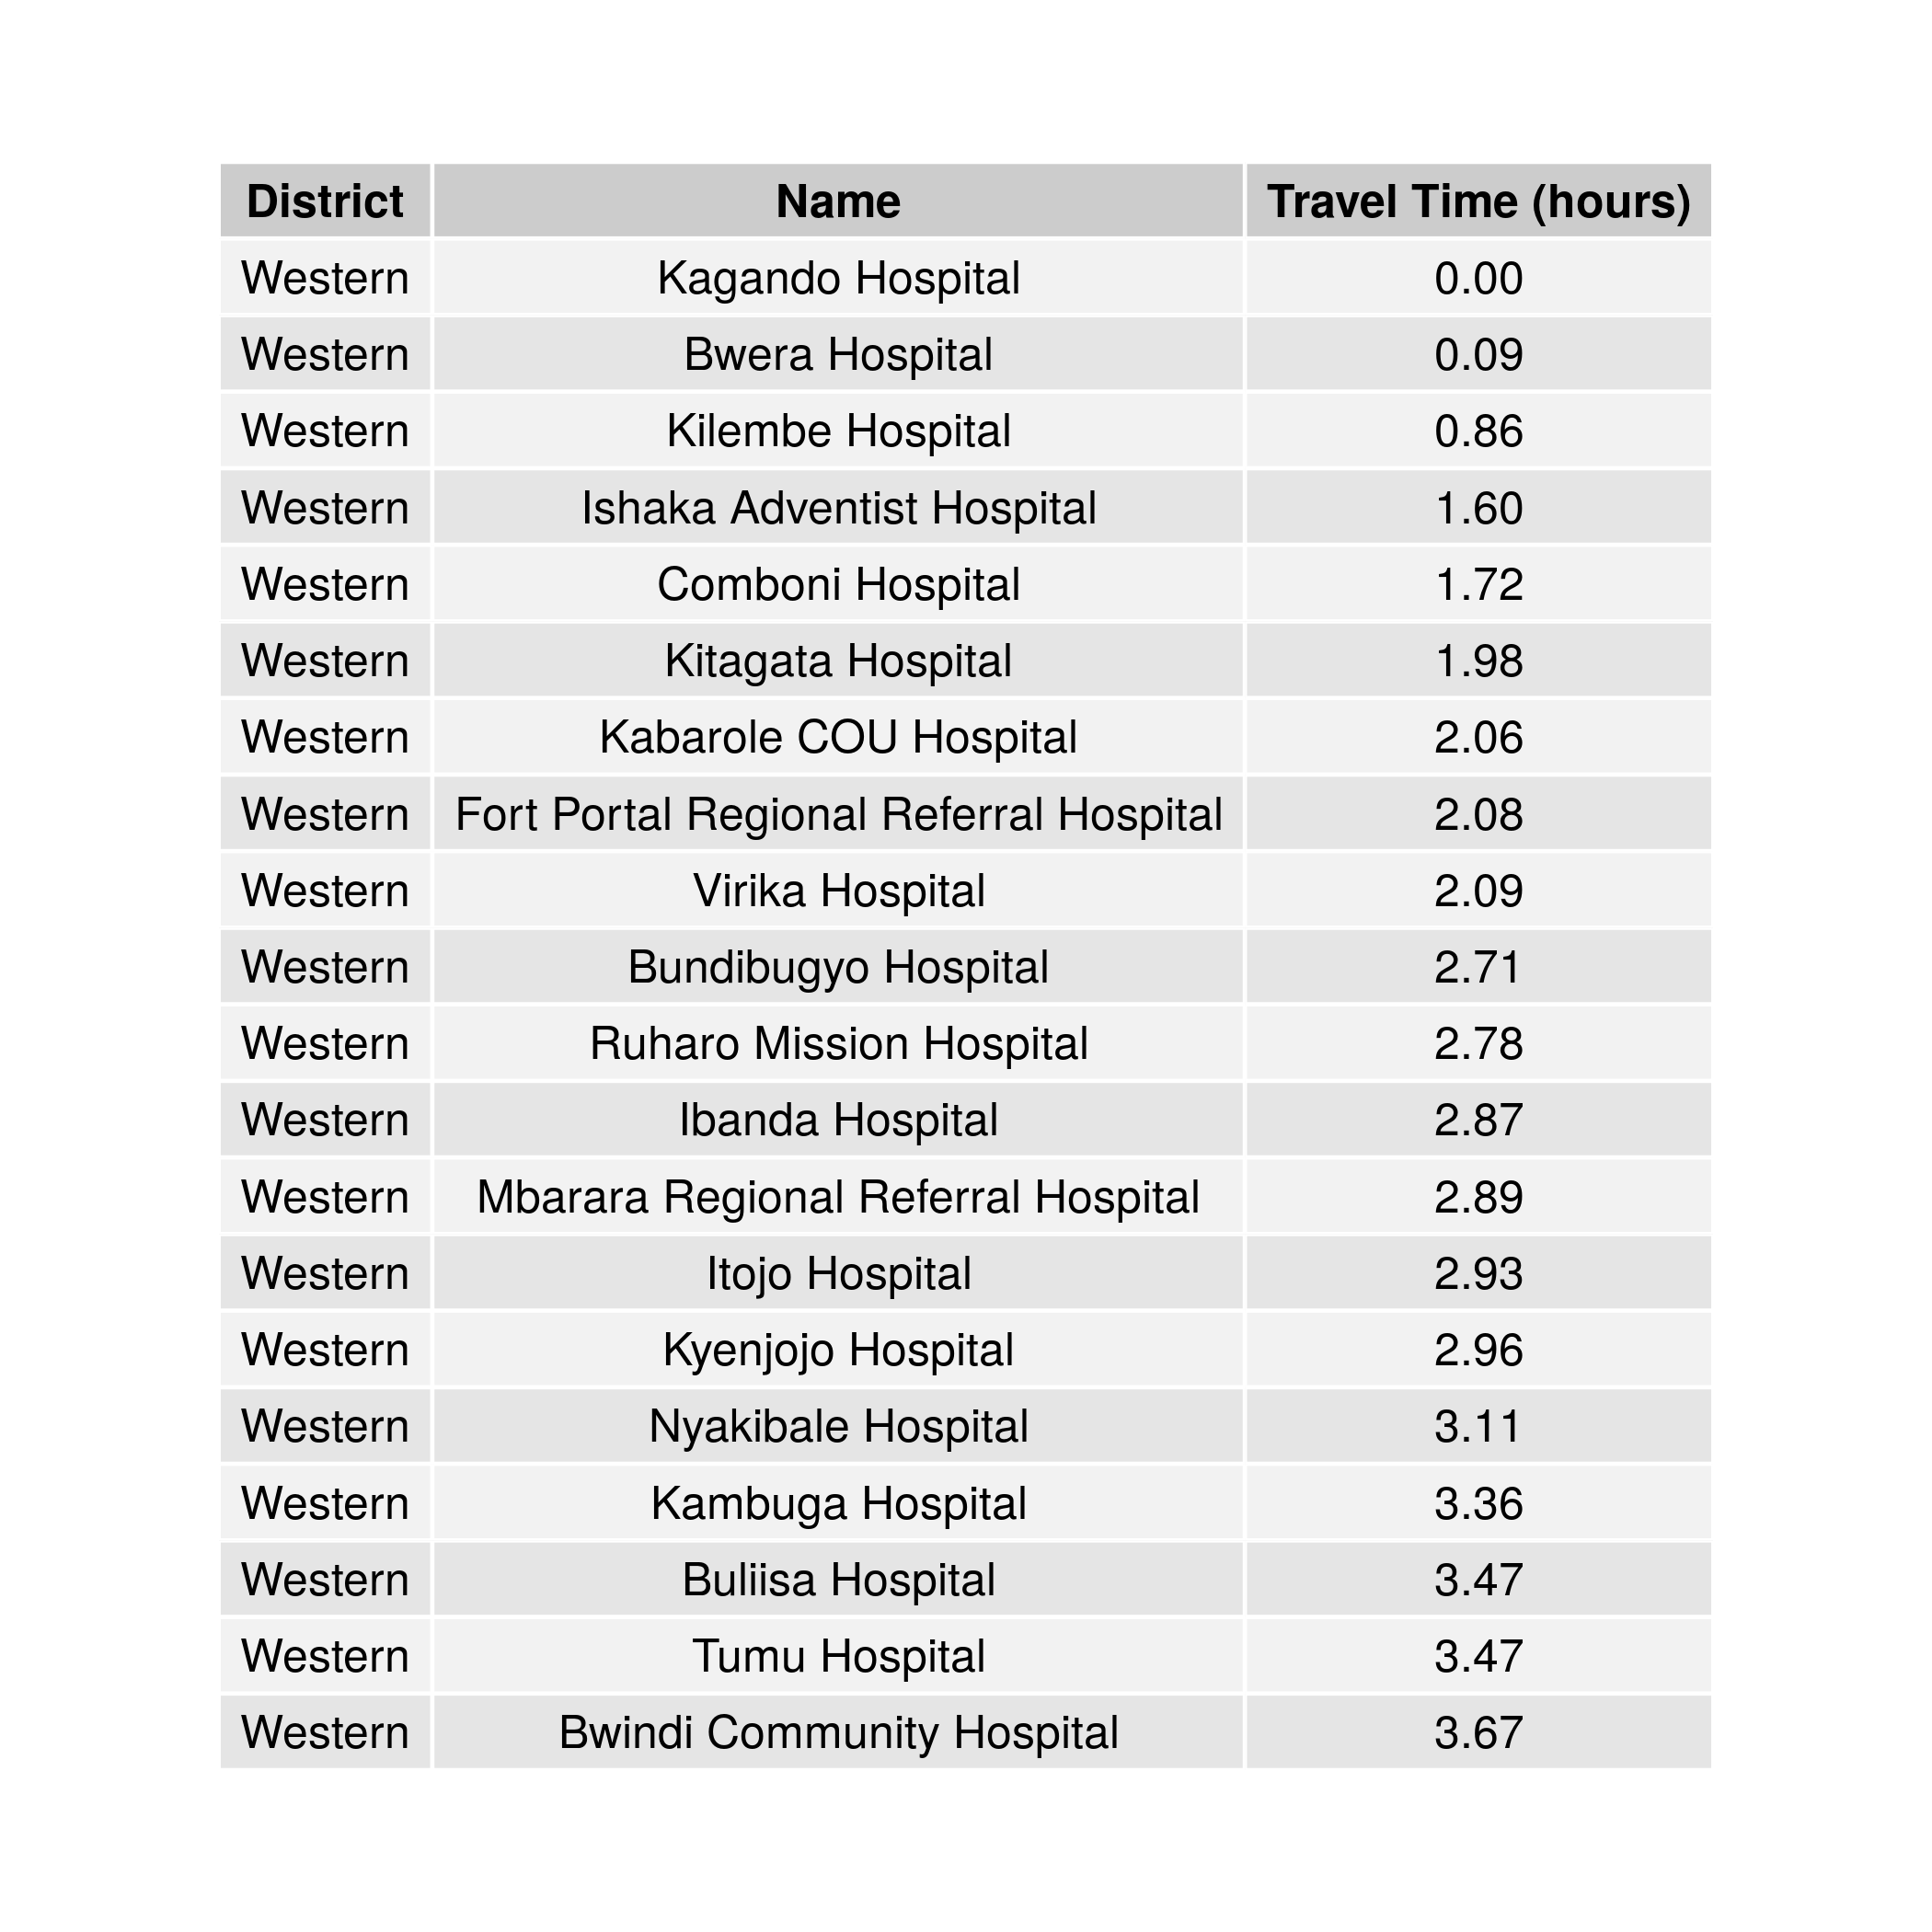 District Name Travel Time (hours)
Western Kagando Hospital 0.00
Western Bwera Hospital 0.09
Western Kilembe Hospital 0.86
Western Ishaka Adventist Hospital 1.60
Western Comboni Hospital 1.72
Western Kitagata Hospital 1.98
Western Kabarole COU Hospital 2.06
Western Fort Portal Regional Referral Hospital 2.08
Western Virika Hospital 2.09
Western Bundibugyo Hospital 2.71
Western Ruharo Mission Hospital 2.78
Western Ibanda Hospital 2.87
Western Mbarara Regional Referral Hospital 2.89
Western Itojo Hospital 2.93
Western Kyenjojo Hospital 2.96
Western Nyakibale Hospital 3.11
Western Kambuga Hospital 3.36
Western Buliisa Hospital 3.47
Western Tumu Hospital 3.47
Western Bwindi Community Hospital 3.67